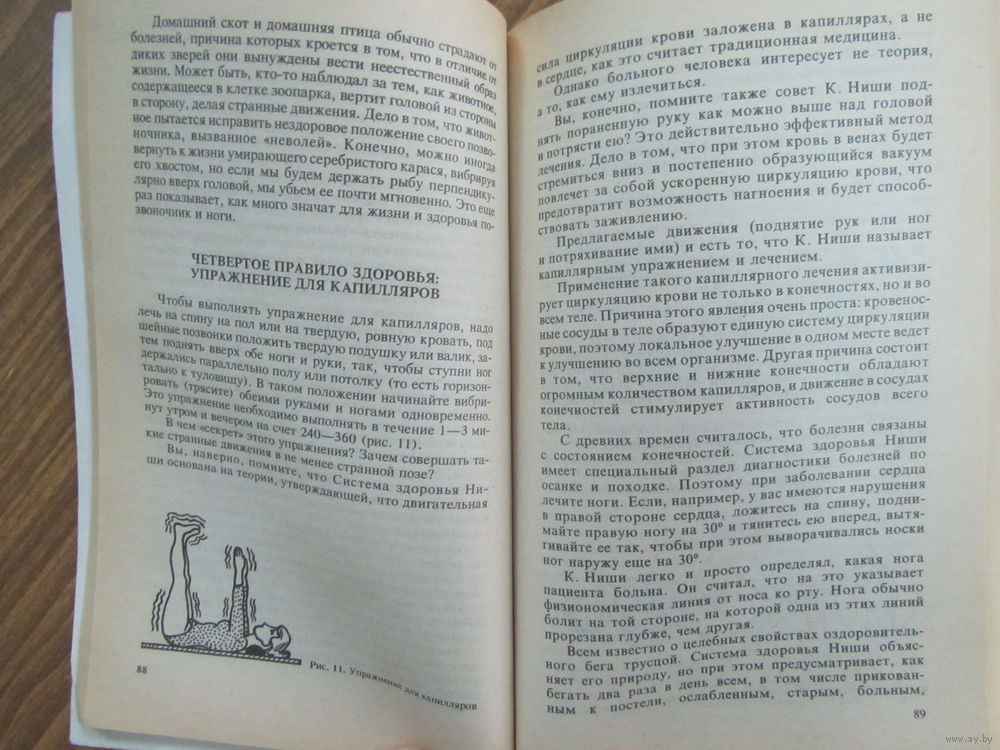 Домашний скот и домашняя птица обычно страдают от
болезней, причина которых кроется в том, что в отличие от
диких зверей они вынуждены вести неестественный образ
жизни. Может быть, кто-то наблюдал за тем, как животное,
содержащееся в клетке зоопарка, вертит головой из стороны
в сторону, делая странные движения. Дело в том, что живот-
ное пытается исправить нездоровое положение своего позво-
ночника, вызванное «неволей». Конечно, можно иногда
вернуть к жизни умирающего серебристого карася, вибрируя
его хвостом, но если мы будем держать рыбу перпендику-
лярно вверх головой, мы убьем ее почти мгновенно. Это еще
раз показывает, как много значат для жизни и здоровья по-
звоночник и ноги.
ЧЕТВЕРТОЕ ПРАВИЛО ЗДОРОВЬЯ:
УПРАЖНЕНИЕ ДЛЯ КАПИЛЛЯРОВ
Чтобы выполнять упражнение для капилляров, надо
лечь на спину на пол или на твердую, ровную кровать, под
шейные позвонки положить твердую подушку или валик, за-
тем поднять вверх обе ноги и руки, так, чтобы ступни ног
держались параллельно полу или потолку (то есть горизон-
тально к туловищу). В таком положении начинайте вибри-
ровать (трясите) обеими руками и ногами одновременно.
Это упражнение необходимо выполнять в течение 1—3 ми-
нут утром и вечером на счет 240—360 (рис. 11).
В чем «секрет» этого упражнения? Зачем совершать та-
кие странные движения в не менее странной позе?
Вы, наверно, помните, что Система здоровья Ни-
ши основана на теории, утверждающей, что двигательная
Рис. 11. Упражнение для капилляров
88
сила циркуляции крови заложена в капиллярах, а не
в сердце, как это считает традиционная медицина.
Однако больного человека интересует не теория,
а то, как ему излечиться.
Вы, конечно, помните также совет К. Ниши под-
нять пораненную руку как можно выше над головой
и потрясти ею? Это действительно эффективный метод
лечения. Дело в том, что при этом кровь в венах будет
стремиться вниз и постепенно образующийся вакуум
повлечет за собой ускоренную циркуляцию крови, что
предотвратит возможность нагноения и будет способ-
ствовать заживлению.
Предлагаемые движения (поднятие рук или ног
и потряхивание ими) и есть то, что К. Ниши называет
капиллярным упражнением и лечением.
Применение такого капиллярного лечения активизи-
рует циркуляцию крови не только в конечностях, но и во
всем теле. Причина этого явления очень проста: кровенос-
ные сосуды в теле образуют единую систему циркуляции
крови, поэтому локальное улучшение в одном месте ведет
к улучшению во всем организме. Другая причина состоит
в том, что верхние и нижние конечности обладают
огромным количеством капилляров, и движение в сосудах
конечностей стимулирует активность сосудов всего
тела.
С древних времен считалось, что болезни связаны
с состоянием конечностей. Система здоровья Ниши
имеет специальный раздел диагностики болезней по
осанке и походке. Поэтому при заболевании сердца
лечите ноги. Если, например, у вас имеются нарушения
в правой стороне сердца, ложитесь на спину, подни-
майте правую ногу на 30° и тянитесь ею вперед, вытя-
гивайте ее так, чтобы при этом выворачивались носки
ног наружу еще на 30°.
К. Ниши легко и просто определял, какая нога
пациента больна. Он считал, что на это указывает
физиономическая линия от носа ко рту. Нога обычно
болит на той стороне, на которой одна из этих линий
прорезана глубже, чем другая.
Всем известно о целебных свойствах оздоровитель-
ного бега трусцой. Система здоровья Ниши объяс-
няет его природу, но при этом предусматривает, как
бегать два раза в день всем, в том числе прикован-
ным к постели, ослабленным, старым, больным,
89
www.ay.by